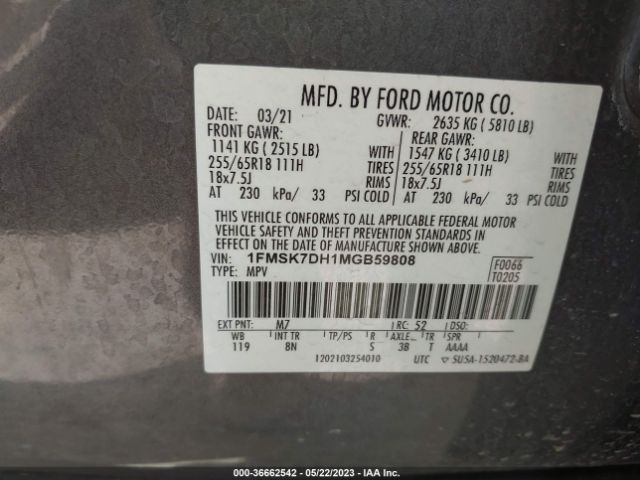 MFD. BY FORD MOTOR CO.
DATE: 03/21 GVWR: 2635 KG ( 5810 LB)
FRONT GAWR: REAR GAWR:
1141 KG ( 2515 LB) WITH 1547 KG ( 3410 LB) WITH
255/65R18 111H TIRES 255/65R18 111H TIRES
18x7.5J RIMS 18x7.5J RIMS
AT 230 kPa/ 33 PSI COLD AT 230 kPa/ 33 PSI COLD
THIS VEHICLE CONFORMS TO ALL APPLICABLE FEDERAL MOTOR
VEHICLE SAFETY AND THEFT PREVENTION STANDARDS IN
EFFECT ON THE DATE OF MANUFACTURE SHOWN ABOVE.
VIN: 1FMSK7DH1MGB59808 F0066
TYPE: MPV T0205
EXT PNT: M7 RC: 52 DSO:
WB INT TR TP/PS R AXLE TR SPR
119 8N S 3B T AAAA
1202103254010 UTC ▽ 5U5A-1520472-BA
000-36662542 - 05/22/2023 - IAA Inc.